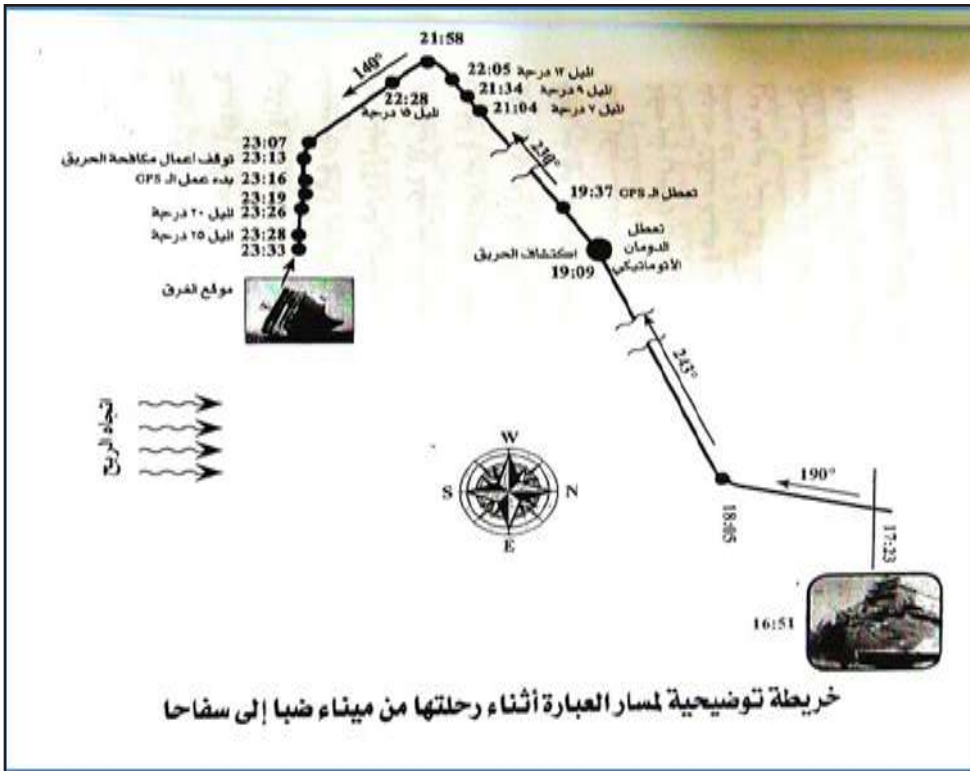 21:58
140°
22:05 الميل ١٢ درجة
21:34 الميل ٩ درجة
21:04 الميل ٧ درجة
22:28
الميل ١٥ درجة
23:07
23:13 توقف اعمال مكافحة الحريق
23:16 بدء عمل الـ GPS
23:19
23:26 الميل ٢٠ درجة
23:28 الميل ٢٥ درجة
23:33
موقع الغرق
230°
19:37 تعطل الـ GPS
تعطل
الدومان
الأتوماتيكي
اكتشاف الحريق
19:09
243°
اتجاه الريح
W
S
N
E
190°
18:05
17:23
16:51
خريطة توضيحية لمسار العبارة أثناء رحلتها من ميناء ضبا إلى سفاحا